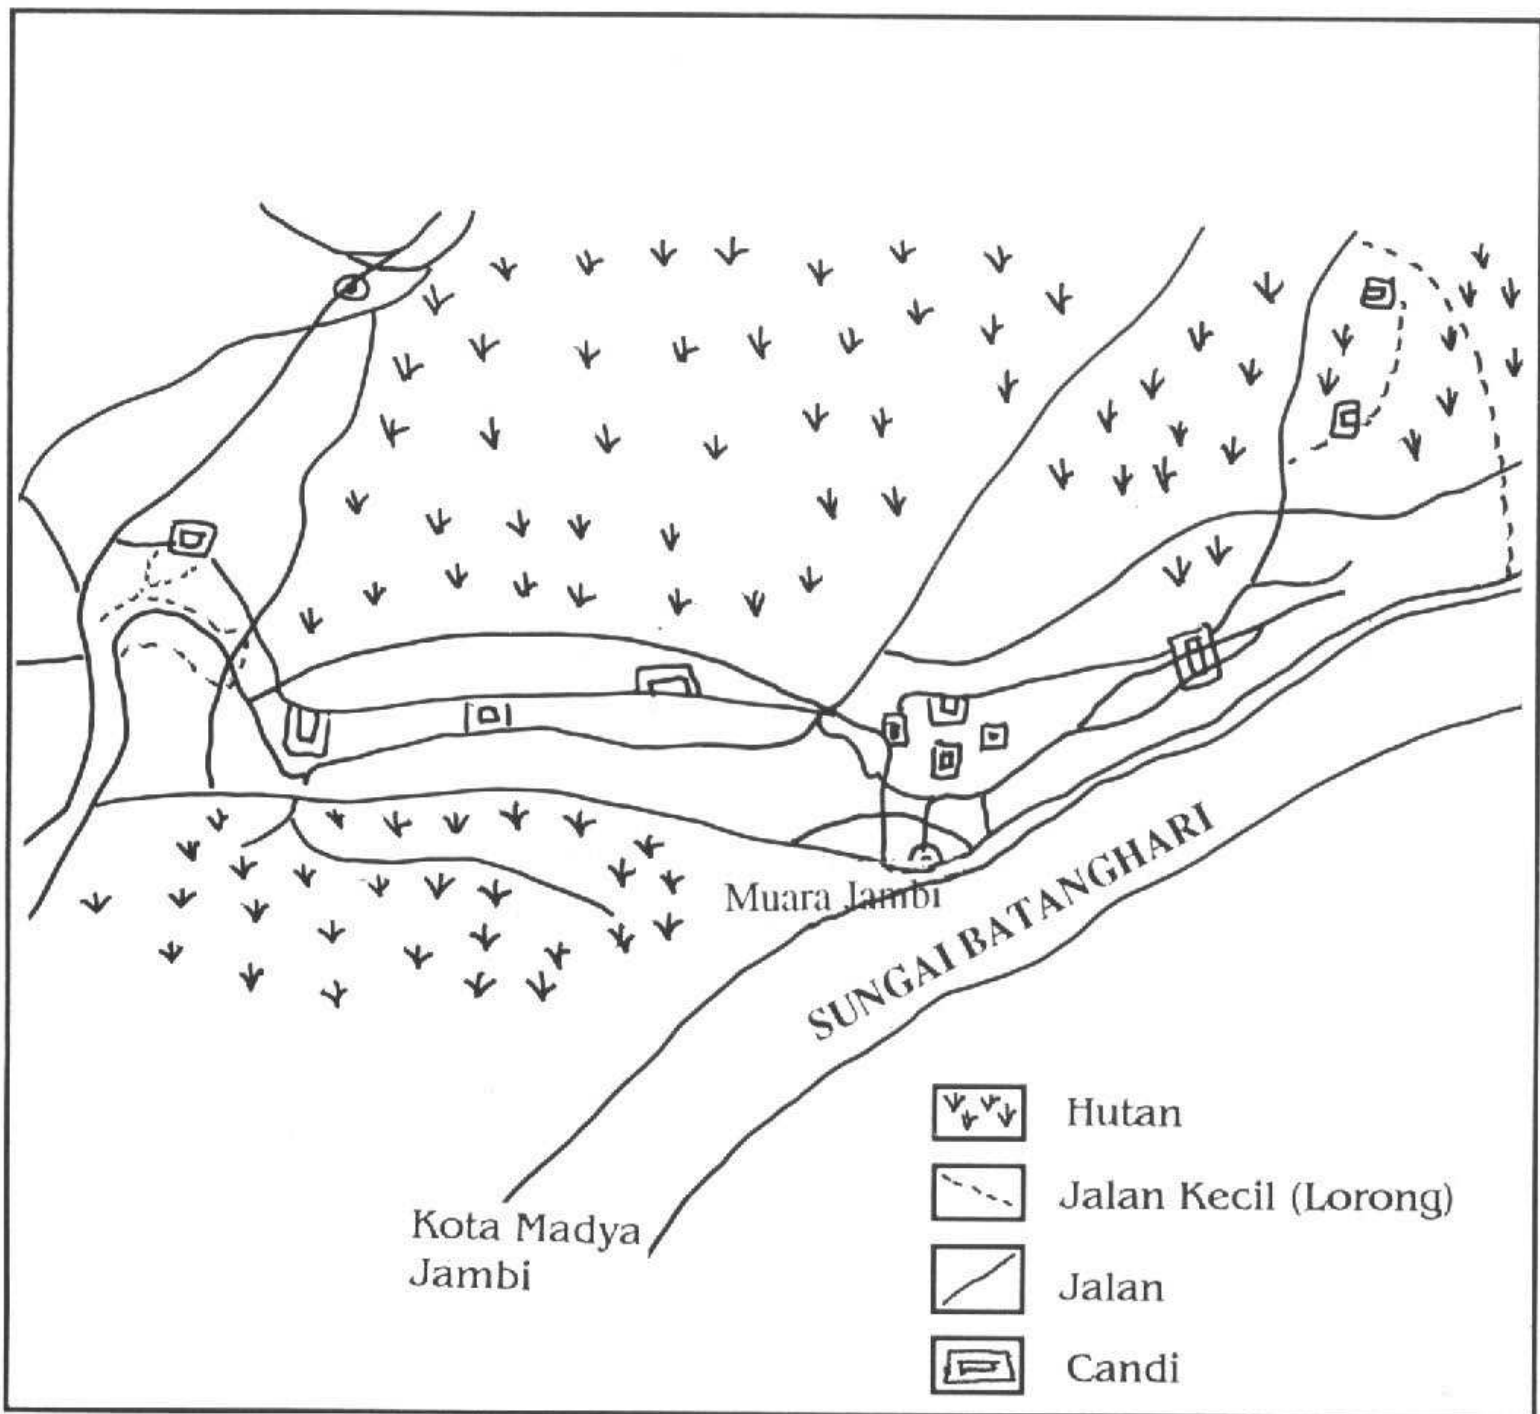 Muara Jambi
SUNGAI BATANGHARI
Kota Madya
Jambi
Hutan
Jalan Kecil (Lorong)
Jalan
Candi